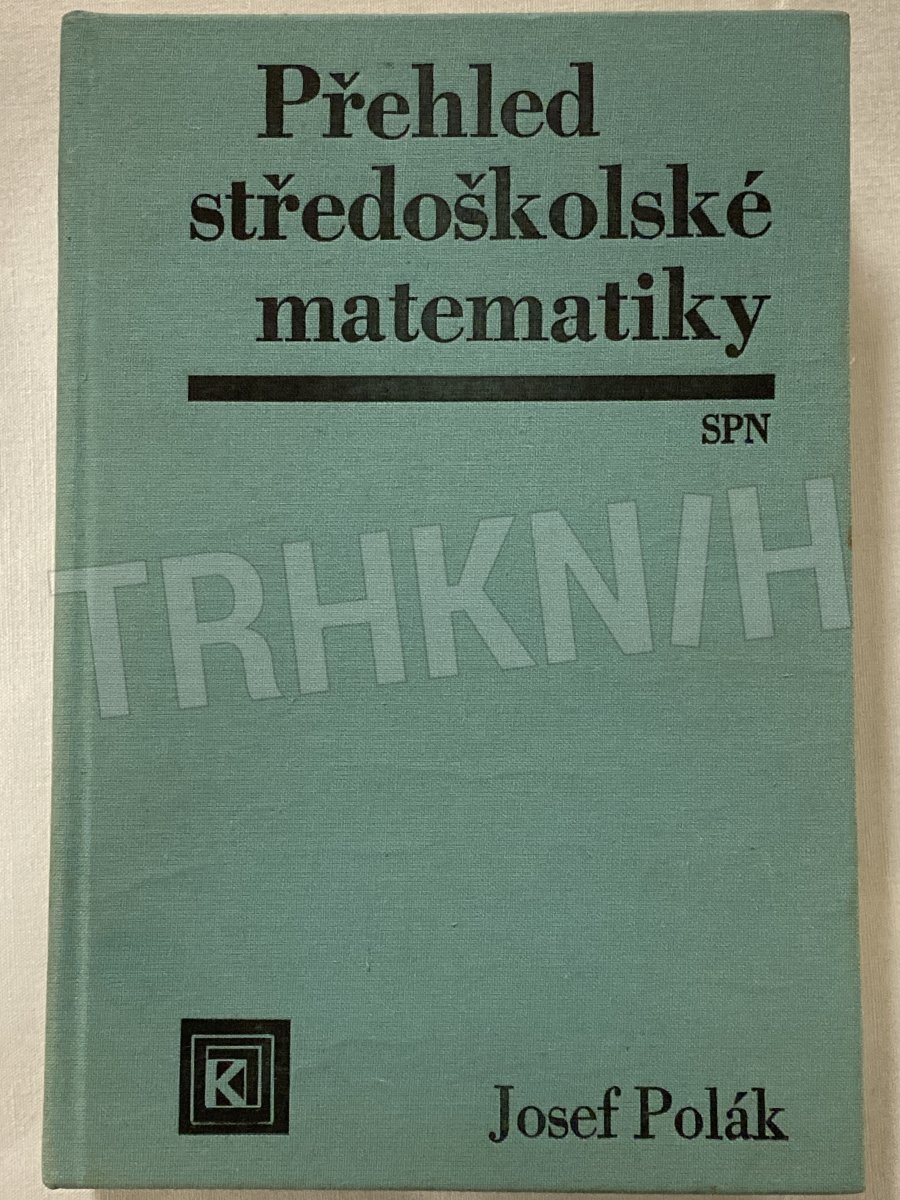 Přehled
středoškolské
matematiky
SPN
TRHKNIH
K
Josef Polák